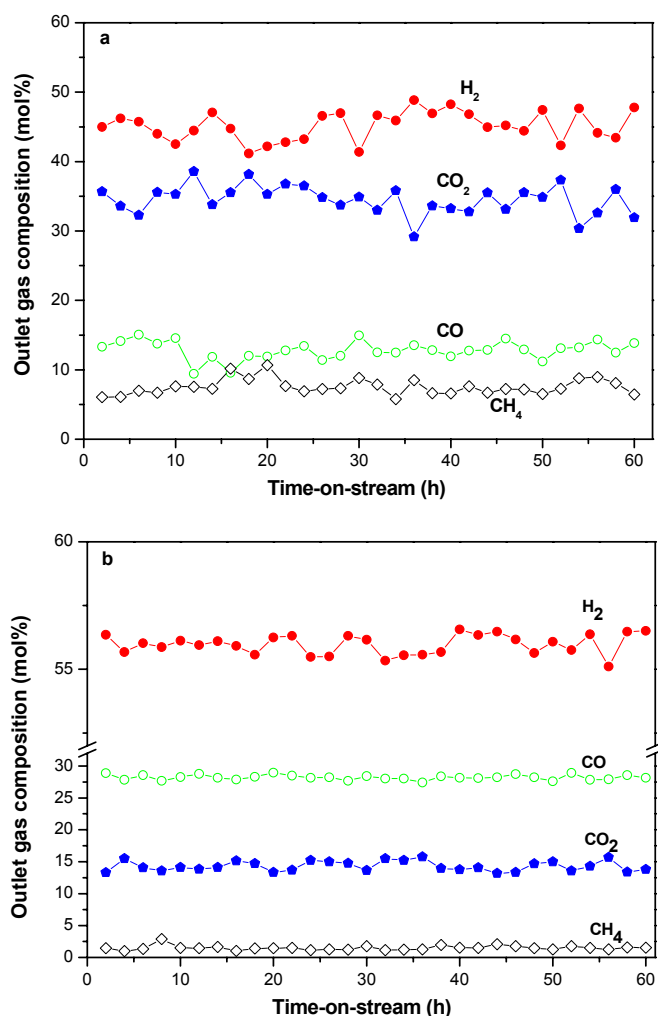 a
60
50
40
30
20
10
0
Outlet gas composition (mol%)
H2
CO2
CO
CH4
0 10 20 30 40 50 60
Time-on-stream (h)
b
60
55
30
25
20
15
10
5
0
Outlet gas composition (mol%)
H2
CO
CO2
CH4
0 10 20 30 40 50 60
Time-on-stream (h)